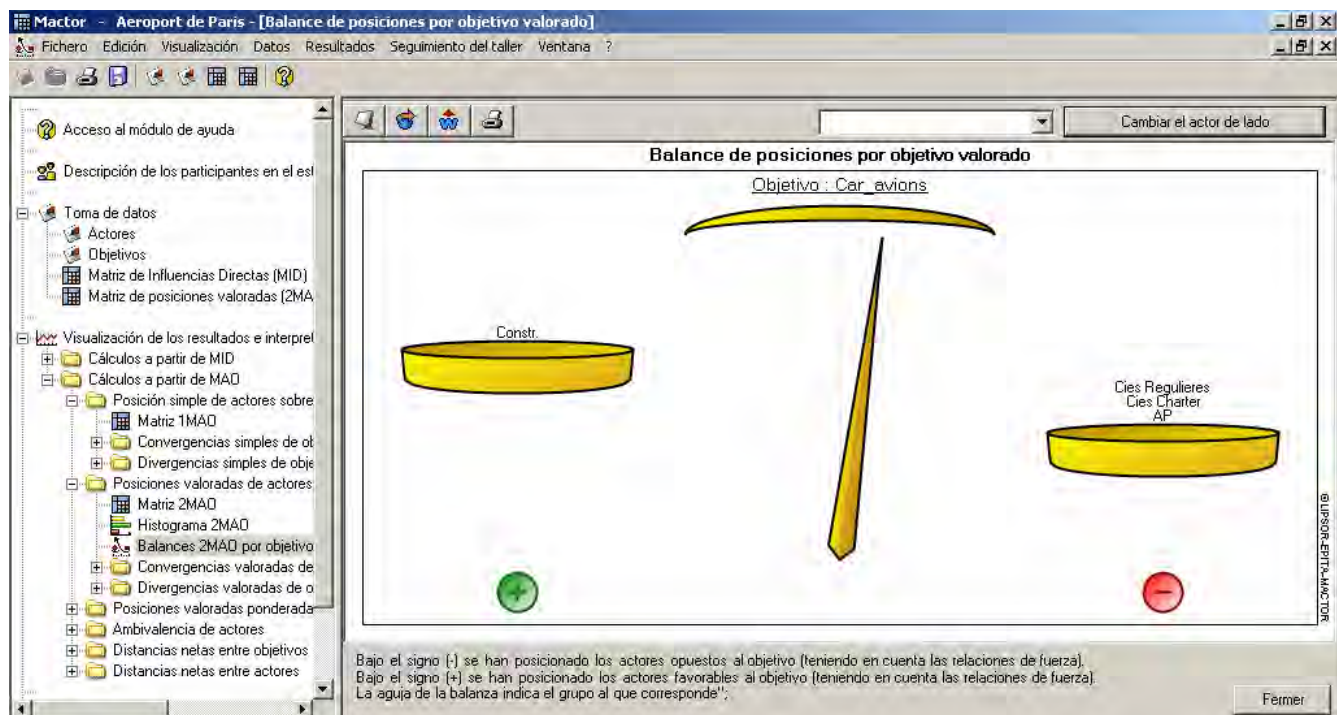 Mactor - Aeroport de Paris - [Balance de posiciones por objetivo valorado]
Fichero Edición Visualización Datos Resultados Seguimiento del taller Ventana ?
Acceso al módulo de ayuda
Descripción de los participantes en el est
Toma de datos
Actores
Objetivos
Matriz de Influencias Directas (MID)
Matriz de posiciones valoradas (2MA
Visualización de los resultados e interpret
Cálculos a partir de MID
Cálculos a partir de MAO
Posición simple de actores sobre
Matriz 1MAO
Convergencias simples de ob
Divergencias simples de obje
Posiciones valoradas de actores
Matriz 2MAO
Histograma 2MAO
Balances 2MAO por objetivo
Convergencias valoradas de
Divergencias valoradas de o
Posiciones valoradas ponderada
Ambivalencia de actores
Distancias netas entre objetivos
Distancias netas entre actores
Cambiar el actor de lado
Balance de posiciones por objetivo valorado
Objetivo : Car_avions
Constr.
Cies Regulieres
Cies Charter
AP
+
-
©LIPSOR-EPITA-MACTOR
Bajo el signo (-) se han posicionado los actores opuestos al objetivo (teniendo en cuenta las relaciones de fuerza).
Bajo el signo (+) se han posicionado los actores favorables al objetivo (teniendo en cuenta las relaciones de fuerza).
La aguja de la balanza indica el grupo al que corresponde";
Fermer